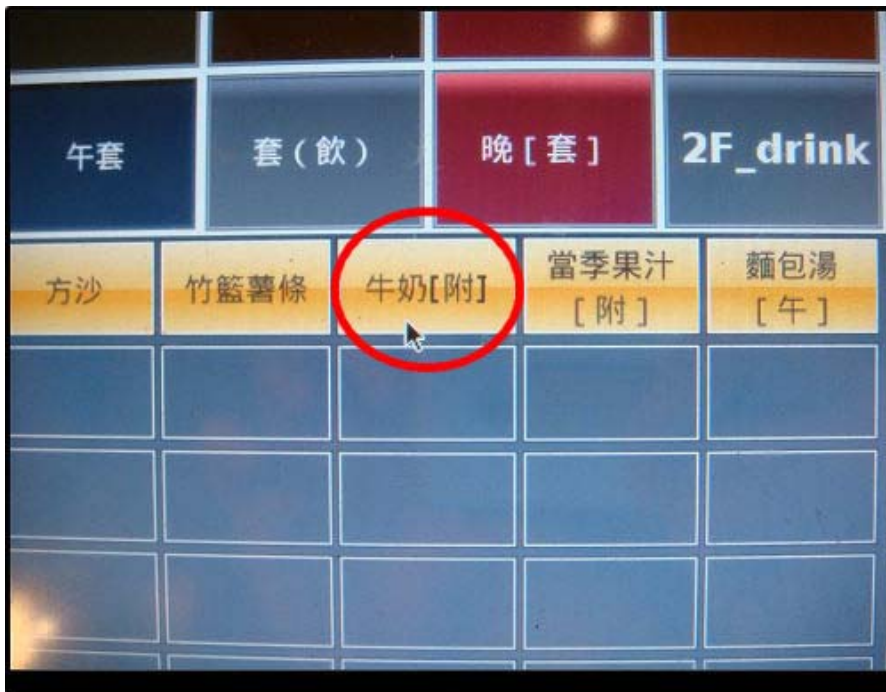 午套
套(飲)
晚[套]
2F_drink
方沙
竹籃薯條
牛奶[附]
當季果汁
[附]
麵包湯
[午]